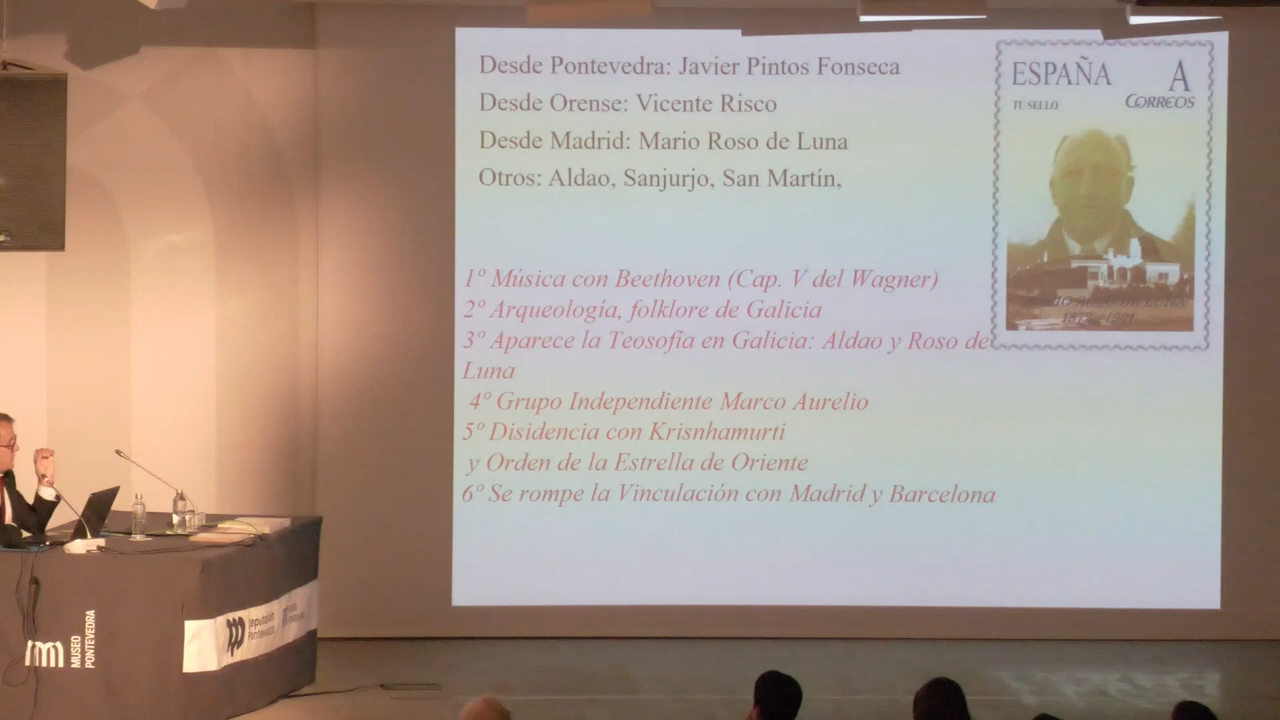 Desde Pontevedra: Javier Pintos Fonseca
Desde Orense: Vicente Risco
Desde Madrid: Mario Roso de Luna
Otros: Aldao, Sanjurjo, San Martín,
ESPAÑA A
TU SELLO CORREOS
1º Música con Beethoven (Cap. V del Wagner)
2º Arqueología, folklore de Galicia
3º Aparece la Teosofía en Galicia: Aldao y Roso de
Luna
4º Grupo Independiente Marco Aurelio
5º Disidencia con Krisnhamurti
y Orden de la Estrella de Oriente
6º Se rompe la Vinculación con Madrid y Barcelona
MUSEO
PONTEVEDRA
Deputación
Pontevedra